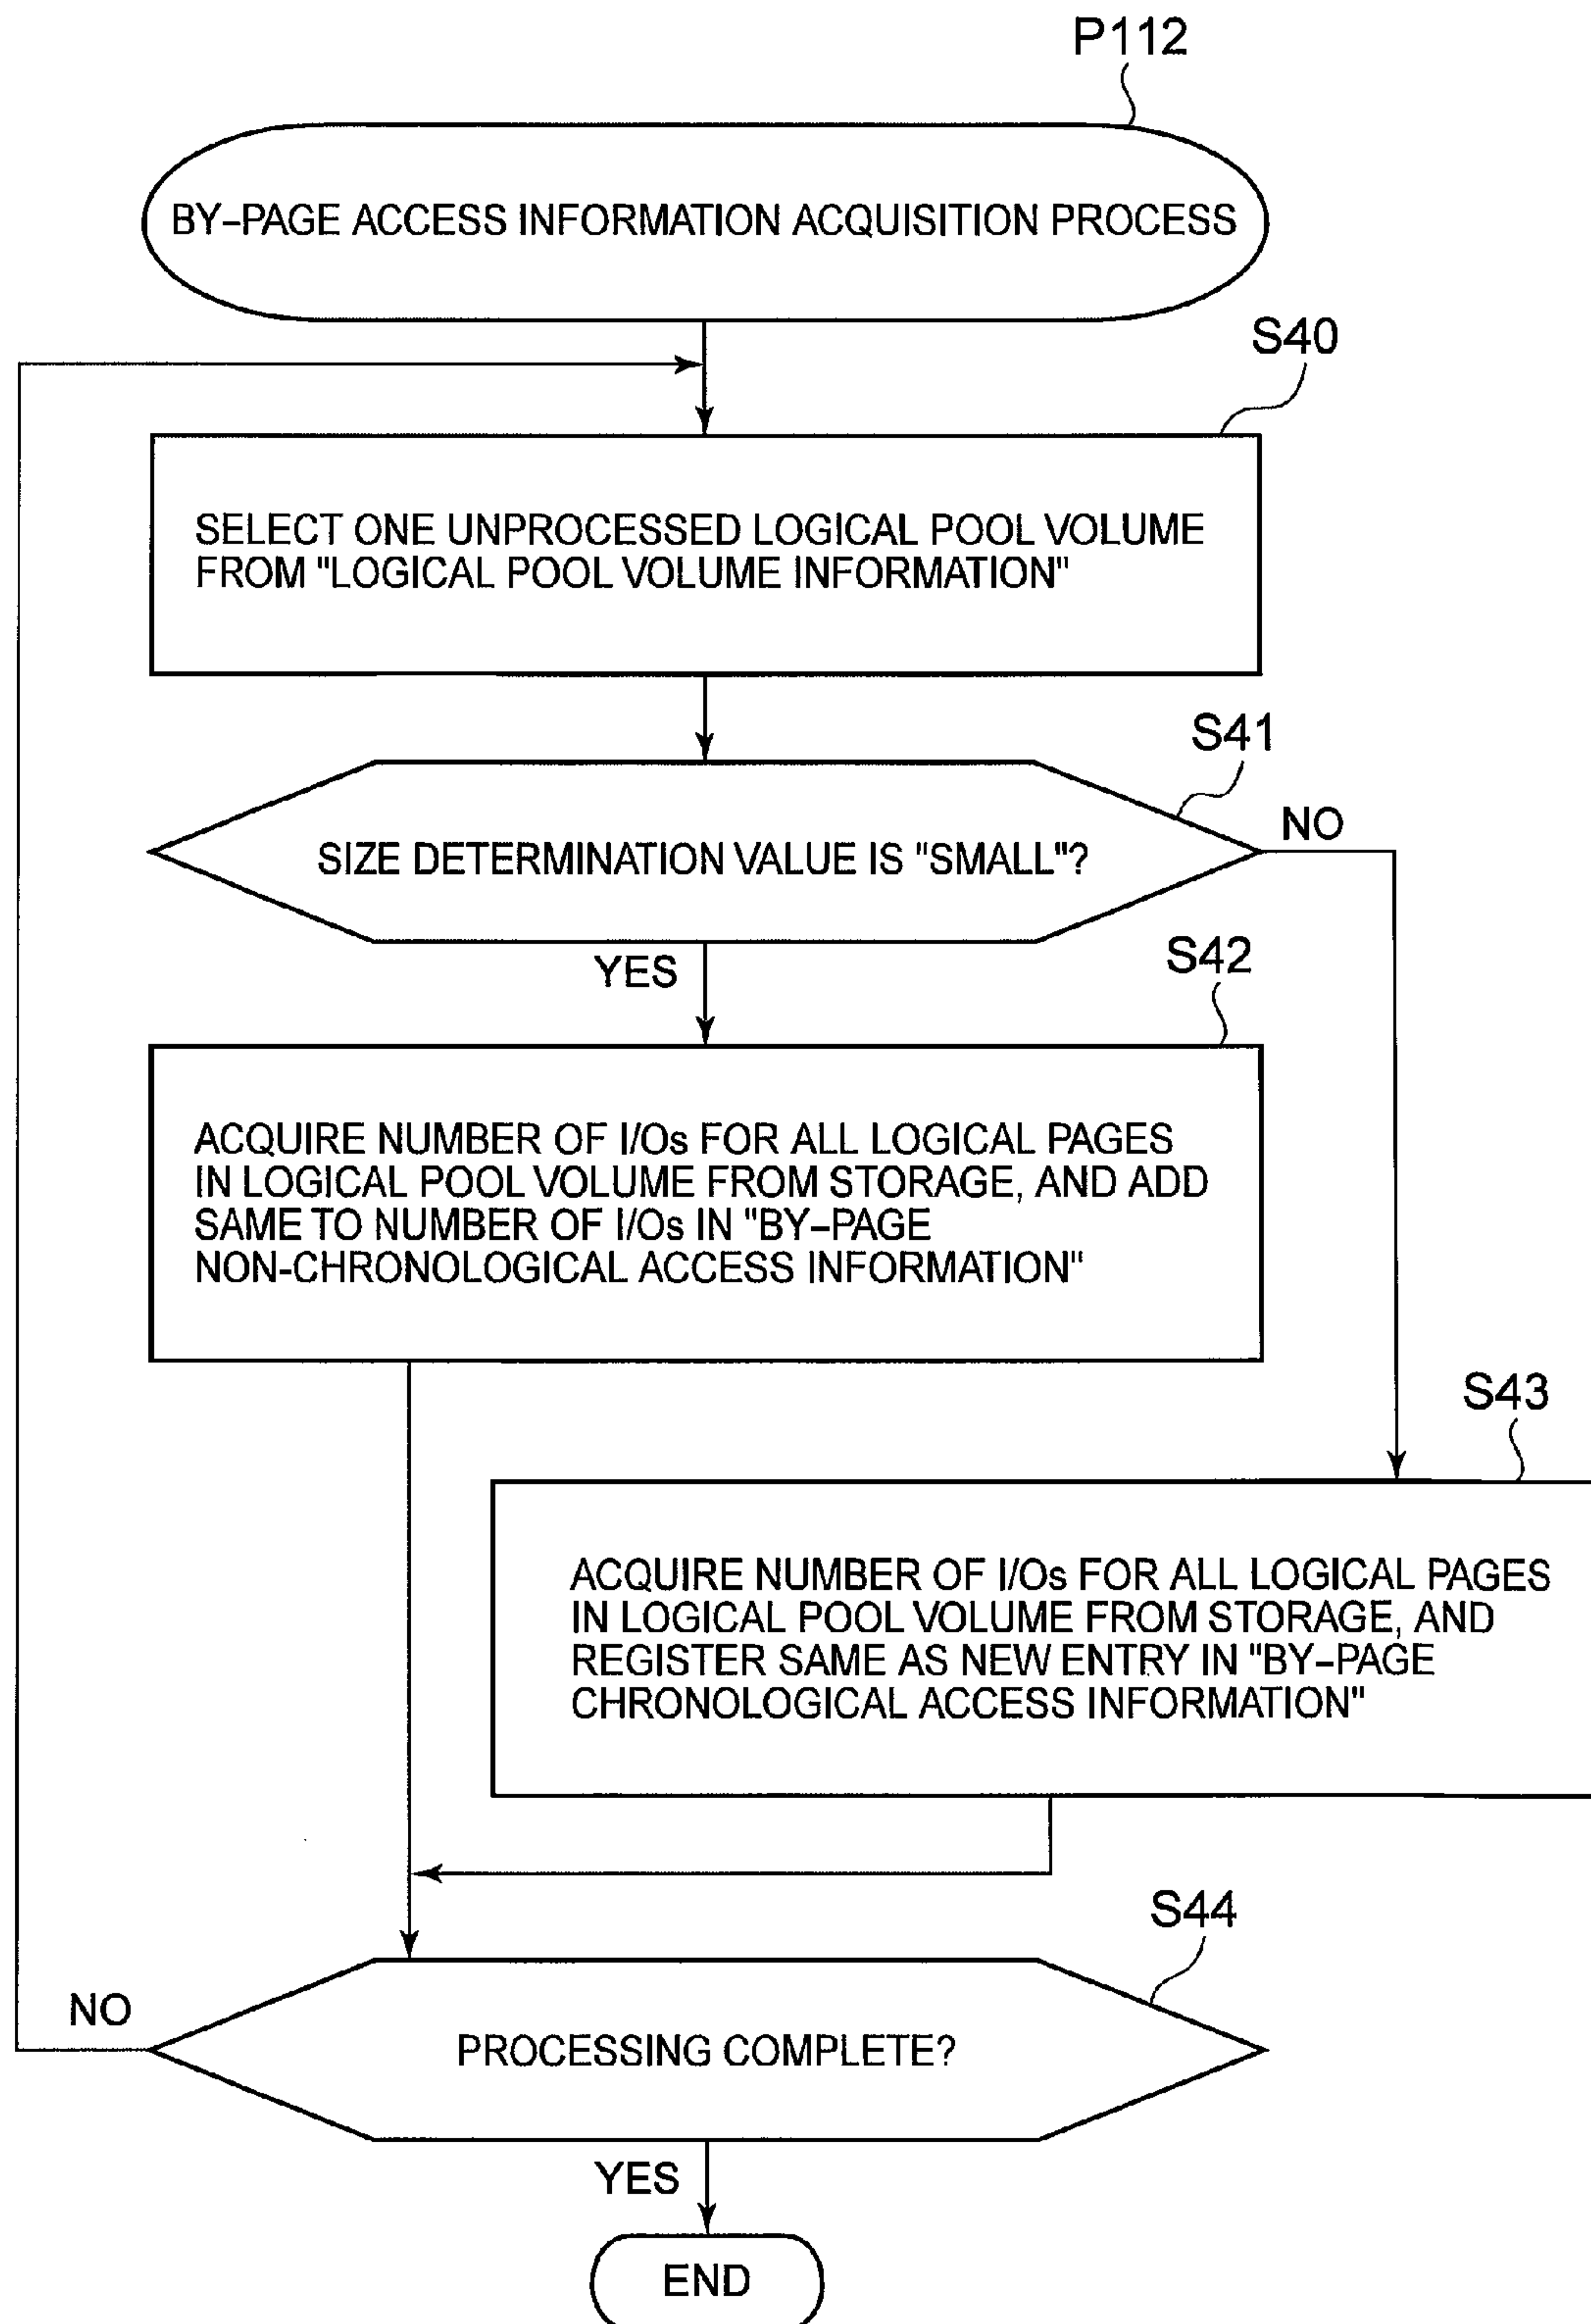 P112
BY-PAGE ACCESS INFORMATION ACQUISITION PROCESS
S40
SELECT ONE UNPROCESSED LOGICAL POOL VOLUME
FROM "LOGICAL POOL VOLUME INFORMATION"
S41
SIZE DETERMINATION VALUE IS "SMALL"?
NO
YES
S42
ACQUIRE NUMBER OF I/Os FOR ALL LOGICAL PAGES
IN LOGICAL POOL VOLUME FROM STORAGE, AND ADD
SAME TO NUMBER OF I/Os IN "BY-PAGE
NON-CHRONOLOGICAL ACCESS INFORMATION"
S43
ACQUIRE NUMBER OF I/Os FOR ALL LOGICAL PAGES
IN LOGICAL POOL VOLUME FROM STORAGE, AND
REGISTER SAME AS NEW ENTRY IN "BY-PAGE
CHRONOLOGICAL ACCESS INFORMATION"
S44
NO
PROCESSING COMPLETE?
YES
END